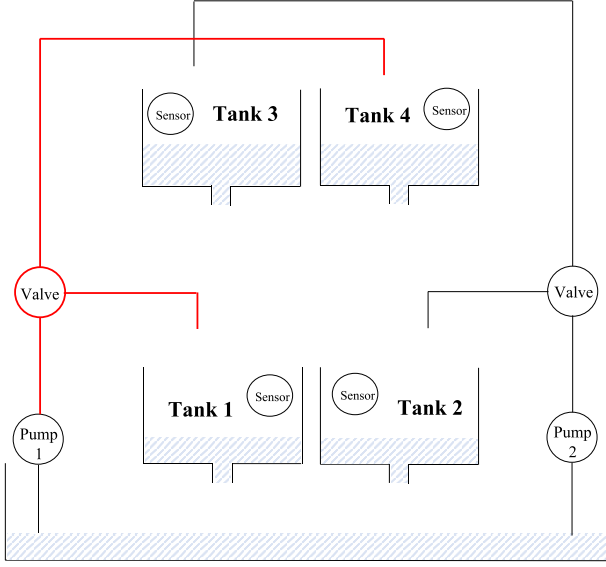 Sensor
Tank 3
Tank 4
Sensor
Valve
Valve
Tank 1
Sensor
Sensor
Tank 2
Pump
1
Pump
2